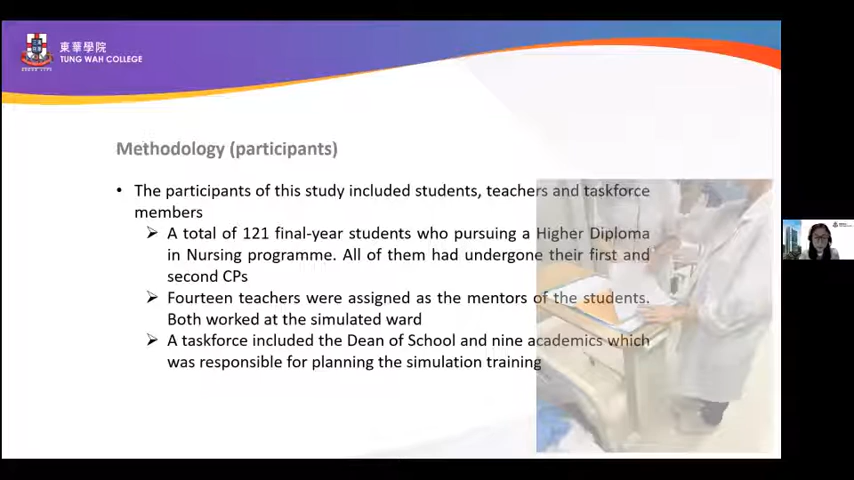 東華學院
TUNG WAH COLLEGE
Methodology (participants)
• The participants of this study included students, teachers and taskforce
members
➢ A total of 121 final-year students who pursuing a Higher Diploma
in Nursing programme. All of them had undergone their first and
second CPs
➢ Fourteen teachers were assigned as the mentors of the students.
Both worked at the simulated ward
➢ A taskforce included the Dean of School and nine academics which
was responsible for planning the simulation training